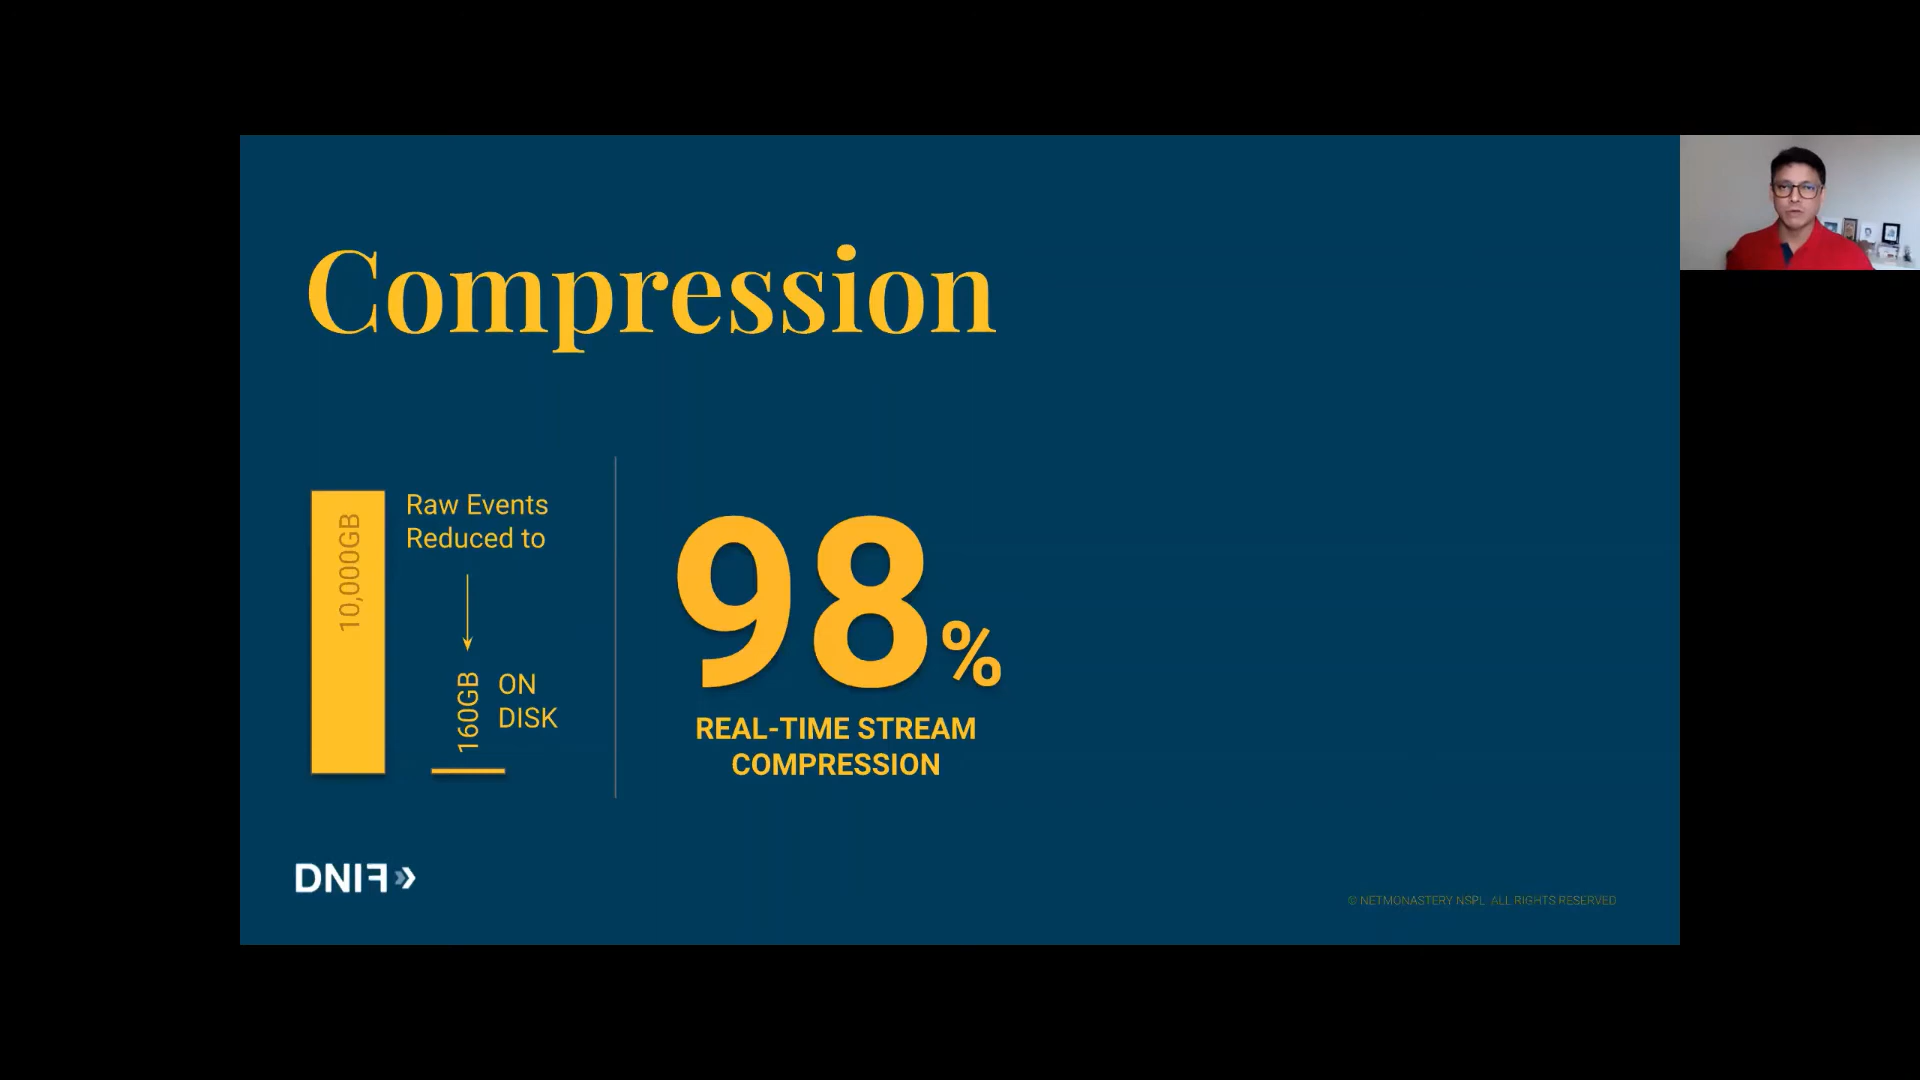 Compression
10,000GB
Raw Events
Reduced to
160GB
ON
DISK
98%
REAL-TIME STREAM
COMPRESSION
DNIF
© NETMONASTERY NSPL. ALL RIGHTS RESERVED